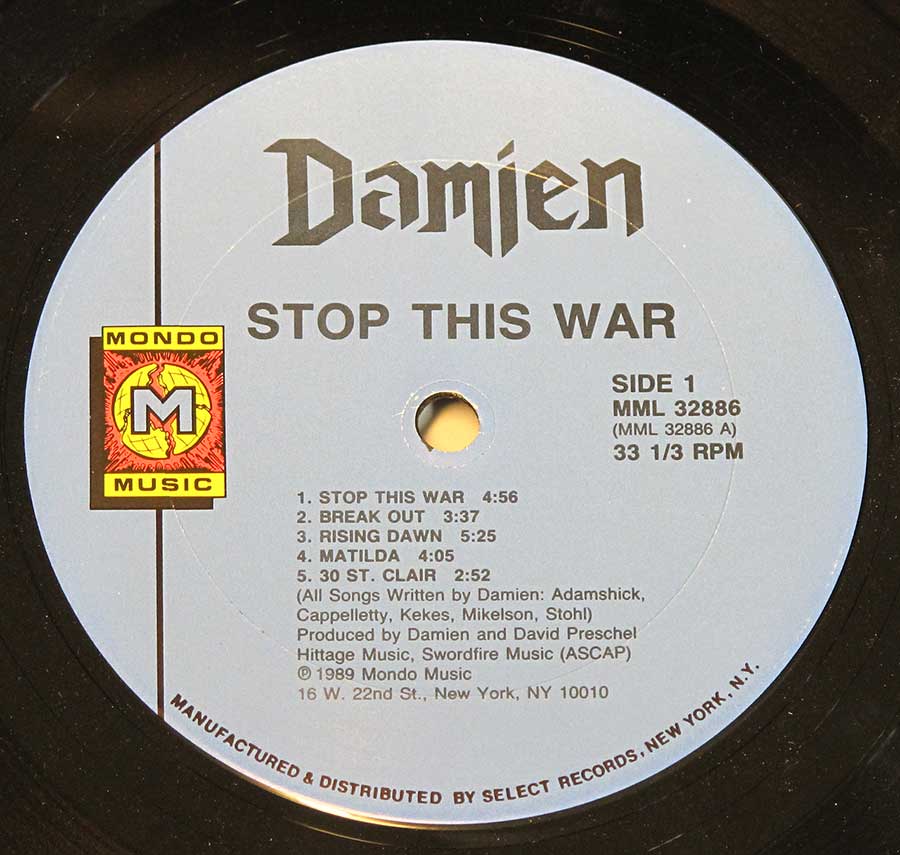 Damien
STOP THIS WAR
MONDO
M
MUSIC
SIDE 1
MML 32886
(MML 32886 A)
33 1/3 RPM
1. STOP THIS WAR 4:56
2. BREAK OUT 3:37
3. RISING DAWN 5:25
4. MATILDA 4:05
5. 30 ST. CLAIR 2:52
(All Songs Written by Damien: Adamshick,
Cappelletty, Kekes, Mikelson, Stohl)
Produced by Damien and David Preschel
Hittage Music, Swordfire Music (ASCAP)
℗ 1989 Mondo Music
16 W. 22nd St., New York, NY 10010
MANUFACTURED & DISTRIBUTED BY SELECT RECORDS, NEW YORK, N.Y.